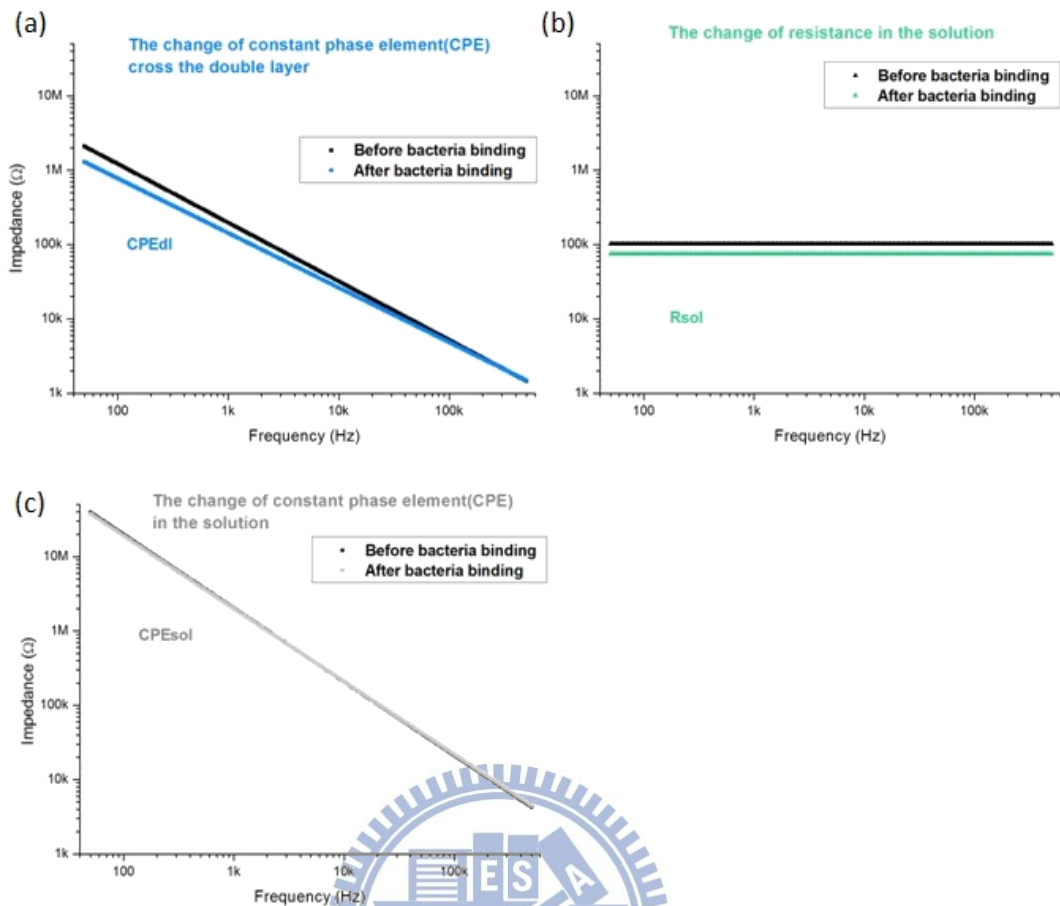 (a)
The change of constant phase element(CPE)
cross the double layer
Before bacteria binding
After bacteria binding
CPEdl
Impedance (Ω)
10M
1M
100k
10k
1k
100
1k
10k
100k
Frequency (Hz)
(b)
The change of resistance in the solution
Before bacteria binding
After bacteria binding
Rsol
10M
1M
100k
10k
1k
100
1k
10k
100k
Frequency (Hz)
(c)
The change of constant phase element(CPE)
in the solution
Before bacteria binding
After bacteria binding
CPEsol
Impedance (Ω)
10M
1M
100k
10k
1k
100
1k
10k
100k
Frequency (Hz)
E S A